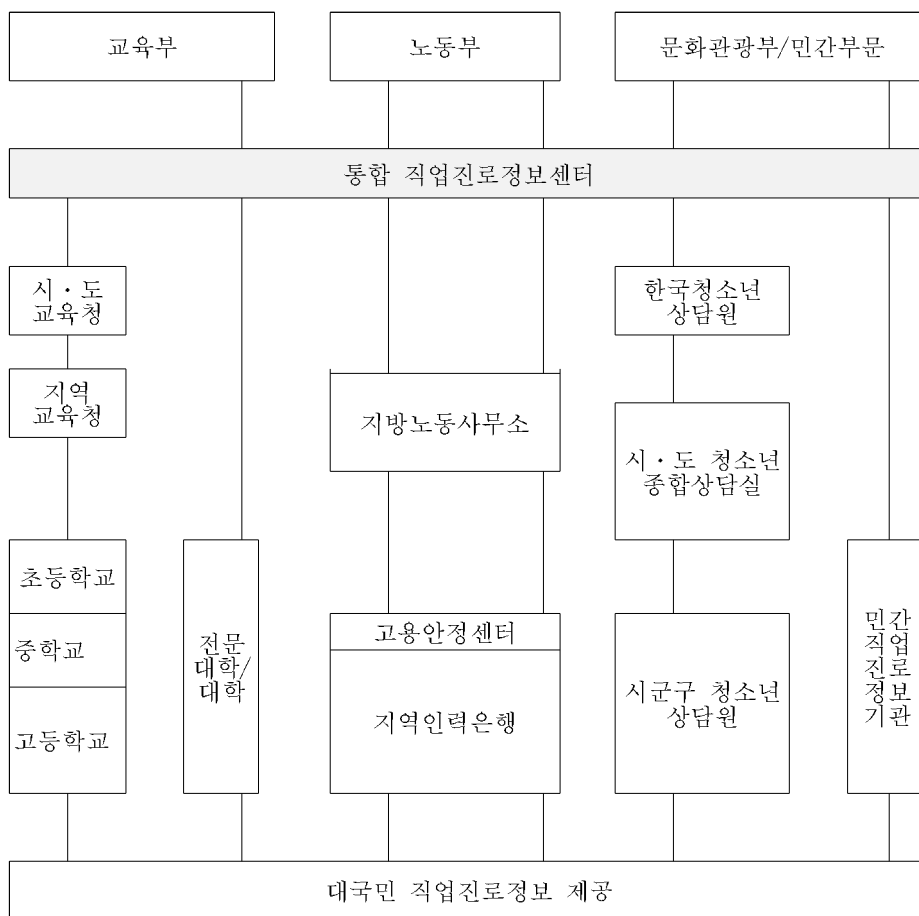 교육부
노동부
문화관광부/민간부문
통합 직업진로정보센터
시·도
교육청
한국청소년
상담원
지역
교육청
지방노동사무소
시·도 청소년
종합상담실
초등학교
중학교
고등학교
전문
대학/
대학
고용안정센터
지역인력은행
시군구 청소년
상담원
민간
직업
진로
정보
기관
대국민 직업진로정보 제공